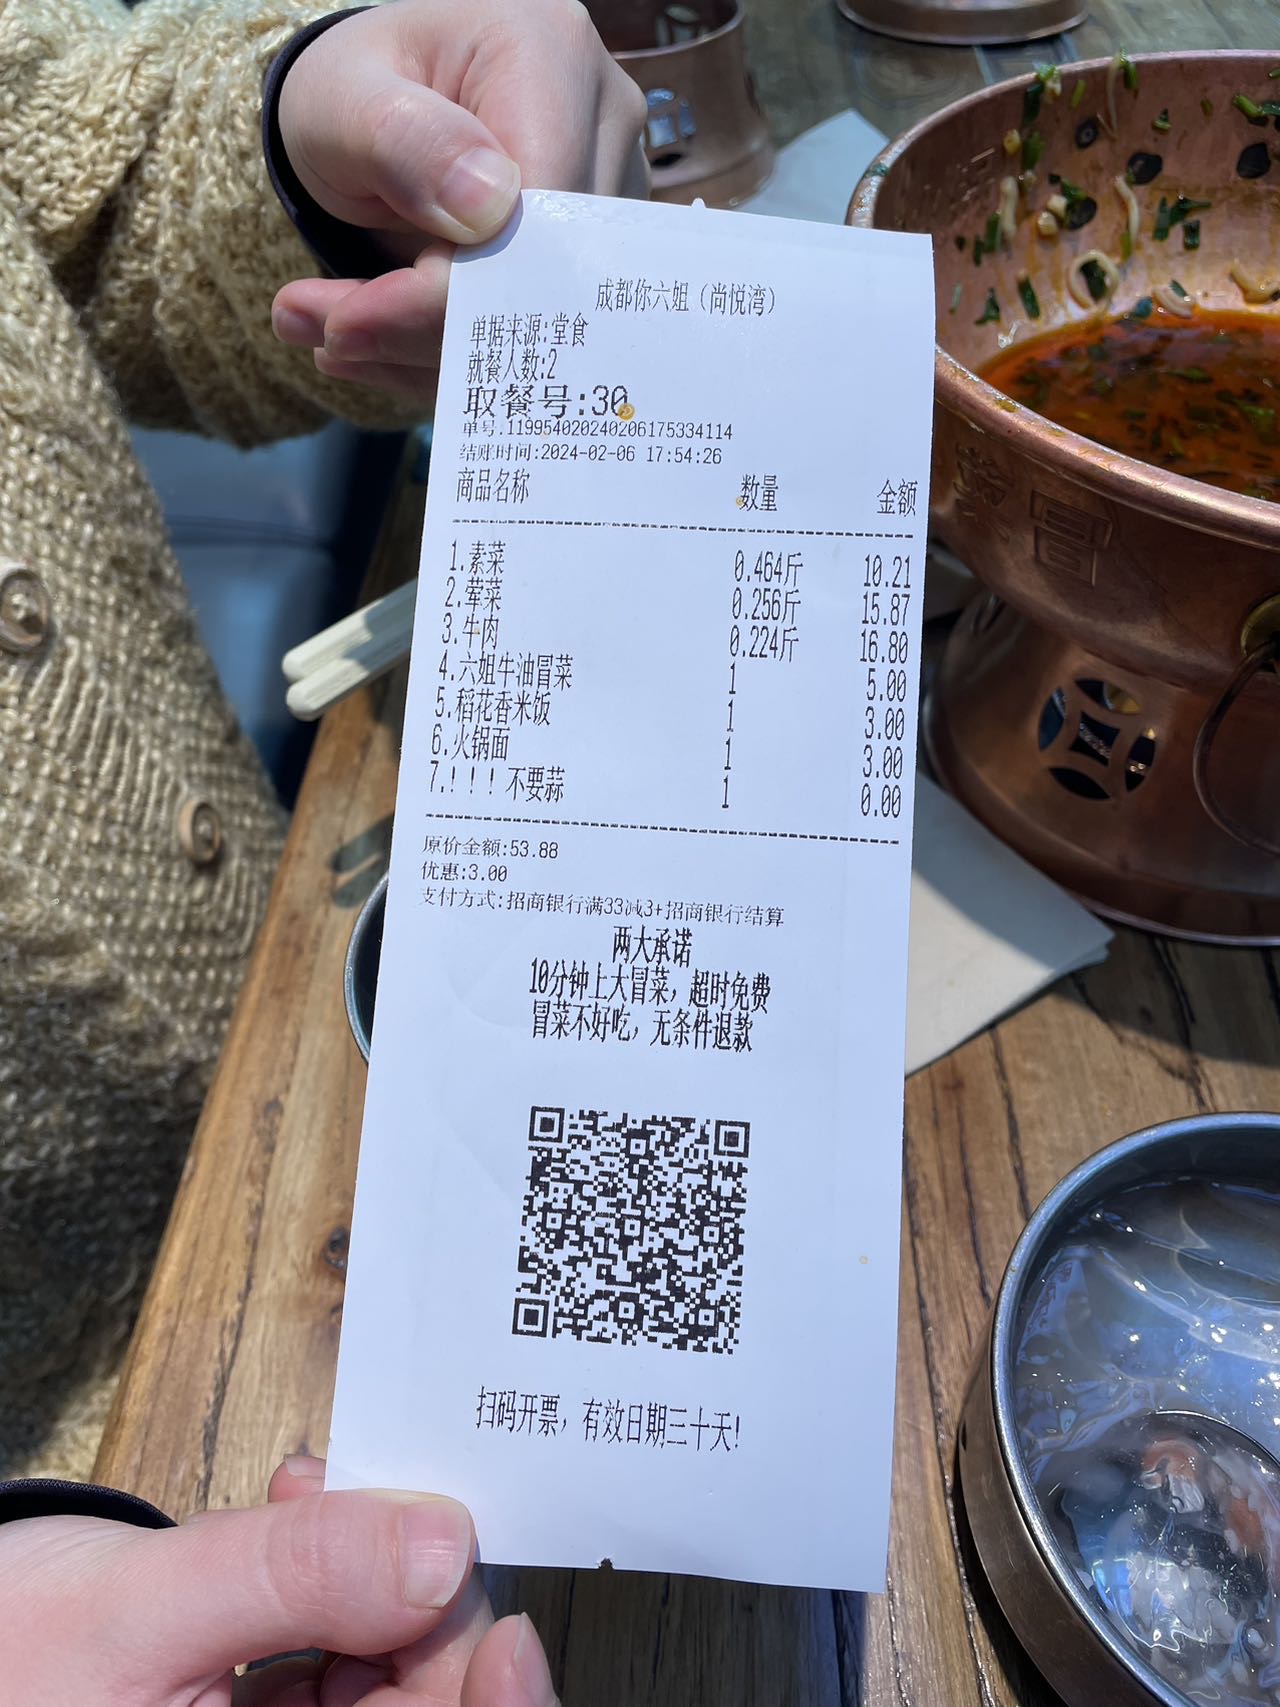 成都你六姐（尚悦湾）
单据来源:堂食
就餐人数:2
取餐号:30
单号:119954020240206175334114
结账时间:2024-02-06 17:54:26
商品名称 数量 金额
1.素菜 0.464斤 10.21
2.荤菜 0.256斤 15.87
3.牛肉 0.224斤 16.80
4.六姐牛油冒菜 1 5.00
5.稻花香米饭 1 3.00
6.火锅面 1 3.00
7.！！！不要蒜 1 0.00
原价金额:53.88
优惠:3.00
支付方式:招商银行满33减3+招商银行结算
两大承诺
10分钟上大冒菜，超时免费
冒菜不好吃，无条件退款
扫码开票，有效日期三十天!
冒菜